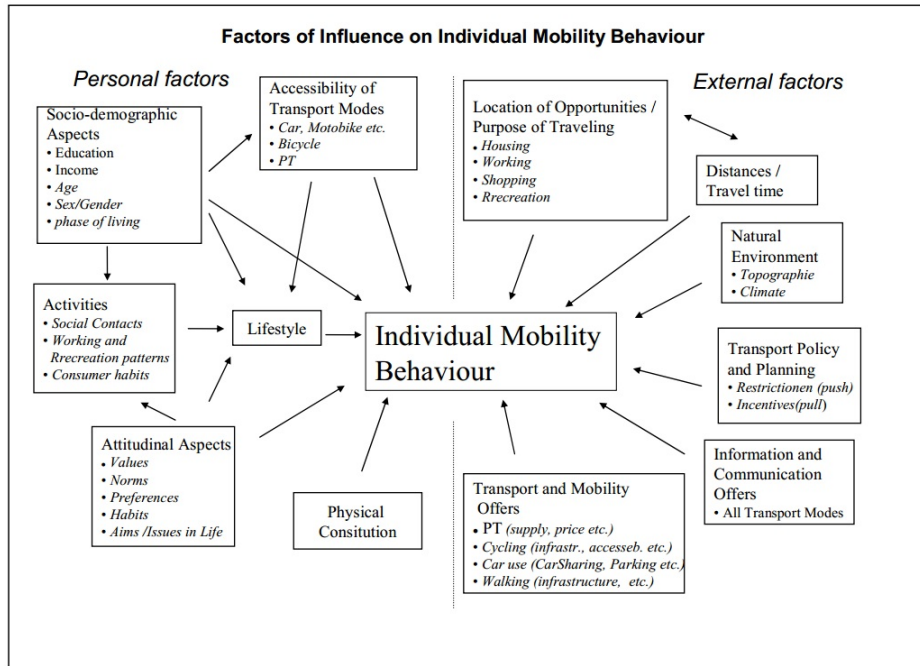 Factors of Influence on Individual Mobility Behaviour
Personal factors
External factors
Socio-demographic
Aspects
• Education
• Income
• Age
• Sex/Gender
• phase of living
Accessibility of
Transport Modes
• Car, Motobike etc.
• Bicycle
• PT
Location of Opportunities /
Purpose of Traveling
• Housing
• Working
• Shopping
• Rrecreation
Distances /
Travel time
Natural
Environment
• Topographie
• Climate
Activities
• Social Contacts
• Working and
Rrecreation patterns
• Consumer habits
Lifestyle
Individual Mobility
Behaviour
Transport Policy
and Planning
• Restrictionen (push)
• Incentives(pull)
Attitudinal Aspects
• Values
• Norms
• Preferences
• Habits
• Aims /Issues in Life
Physical
Consitution
Transport and Mobility
Offers
• PT (supply, price etc.)
• Cycling (infrastr., accesseb. etc.)
• Car use (CarSharing, Parking etc.)
• Walking (infrastructure, etc.)
Information and
Communication
Offers
• All Transport Modes